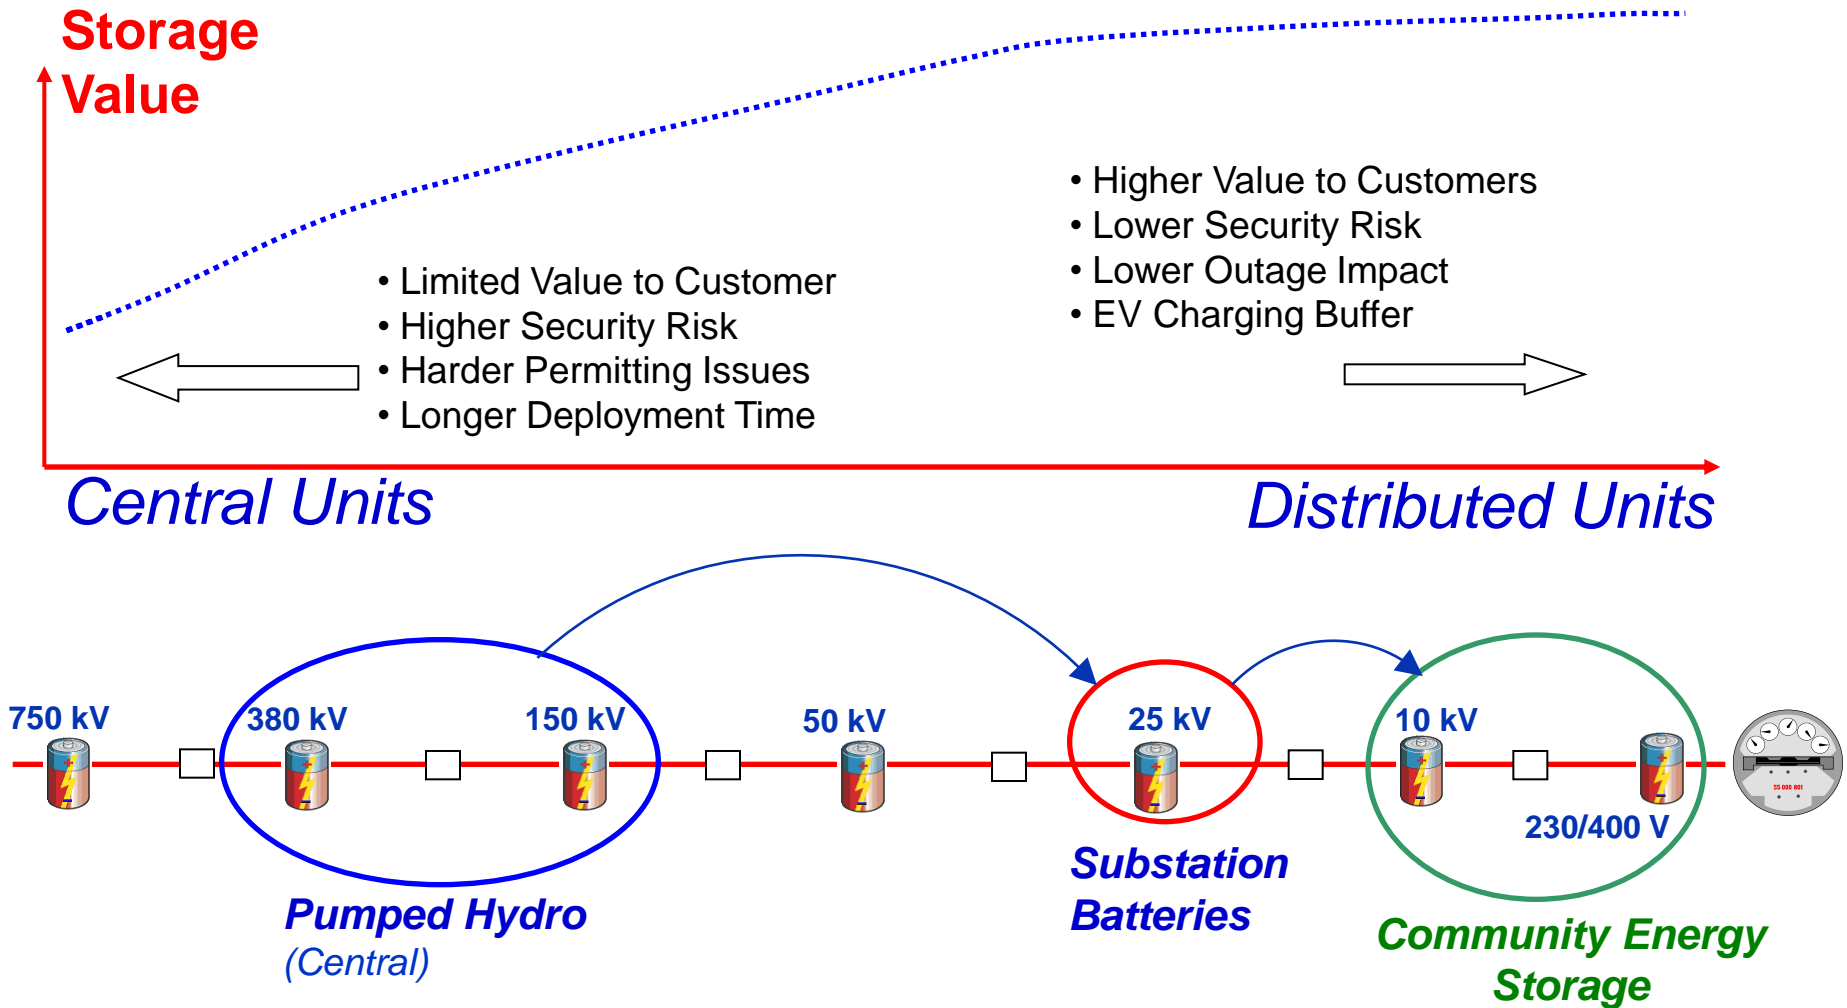 Storage
Value
• Higher Value to Customers
• Lower Security Risk
• Lower Outage Impact
• EV Charging Buffer
• Limited Value to Customer
• Higher Security Risk
• Harder Permitting Issues
• Longer Deployment Time
Central Units
Distributed Units
750 kV
380 kV
150 kV
50 kV
25 kV
10 kV
230/400 V
Pumped Hydro
(Central)
Substation
Batteries
Community Energy
Storage